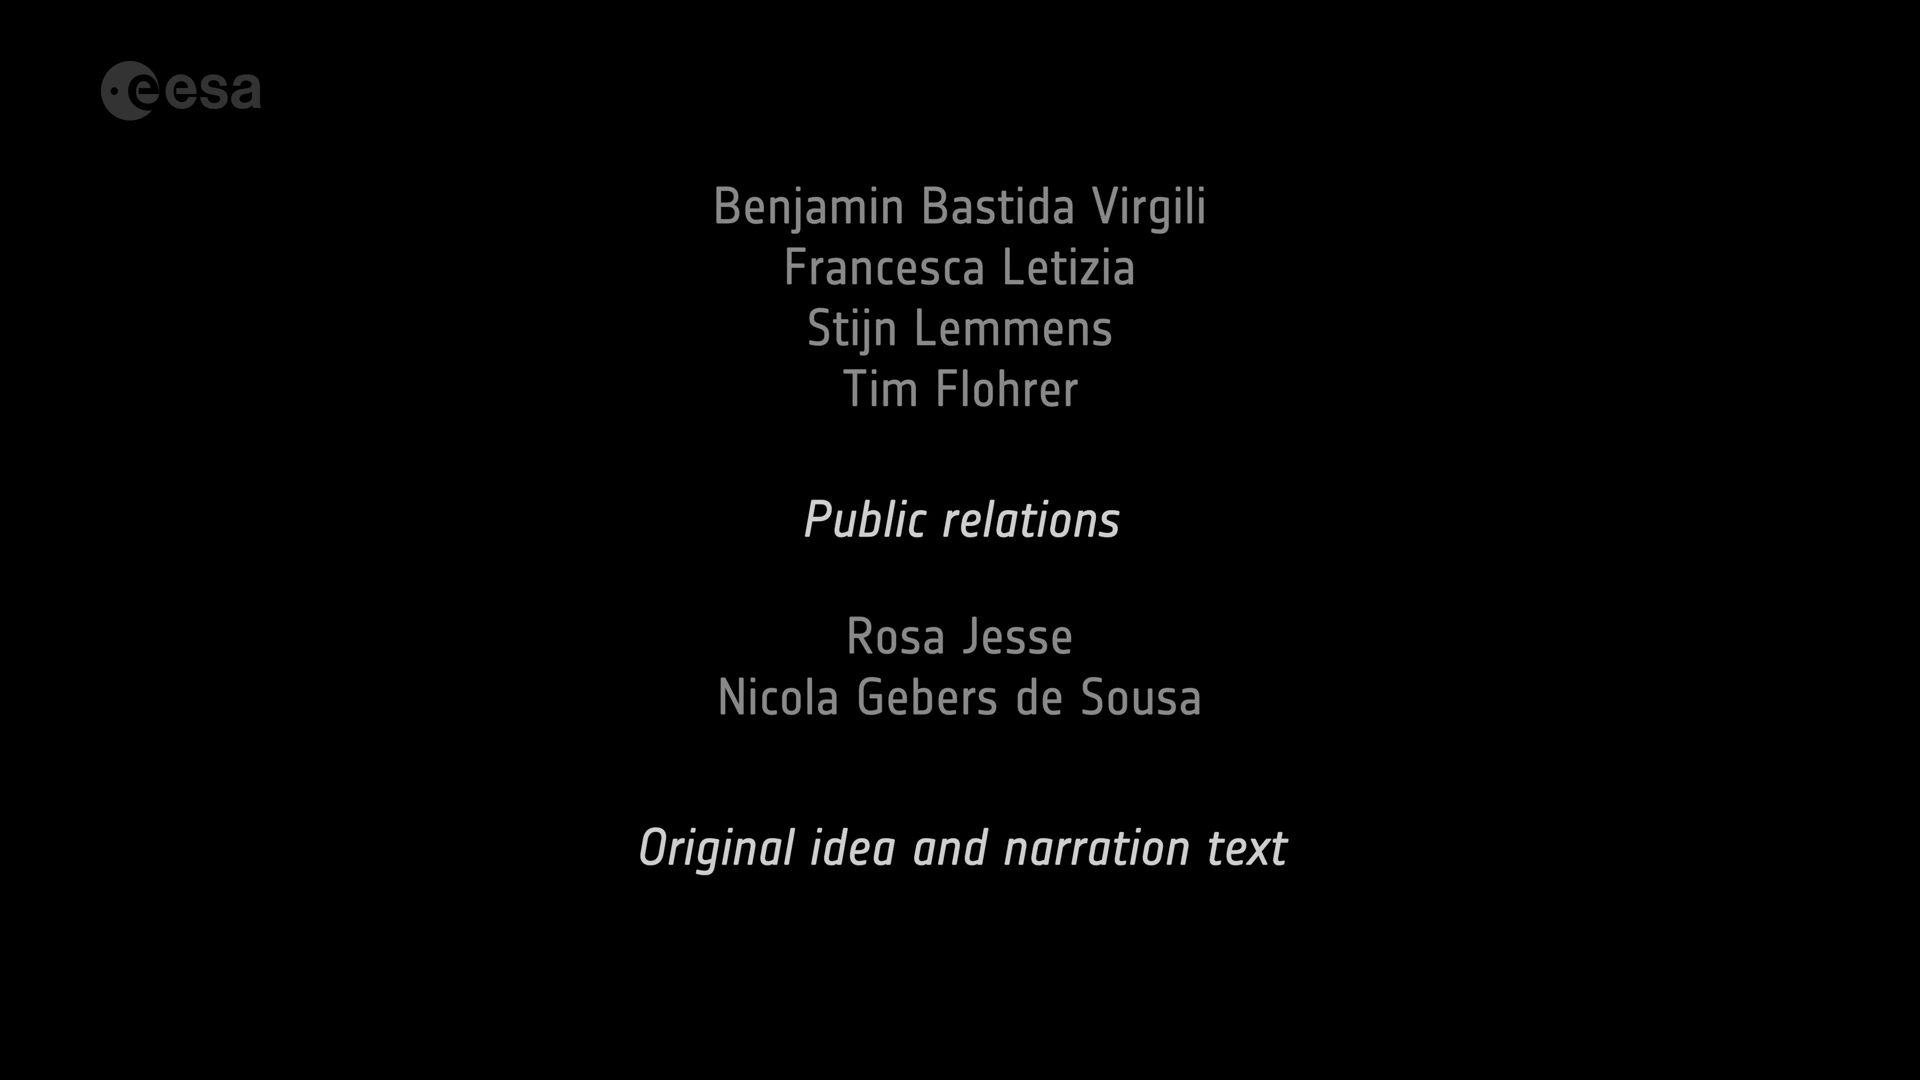 esa
Benjamin Bastida Virgili
Francesca Letizia
Stijn Lemmens
Tim Flohrer
Public relations
Rosa Jesse
Nicola Gebers de Sousa
Original idea and narration text